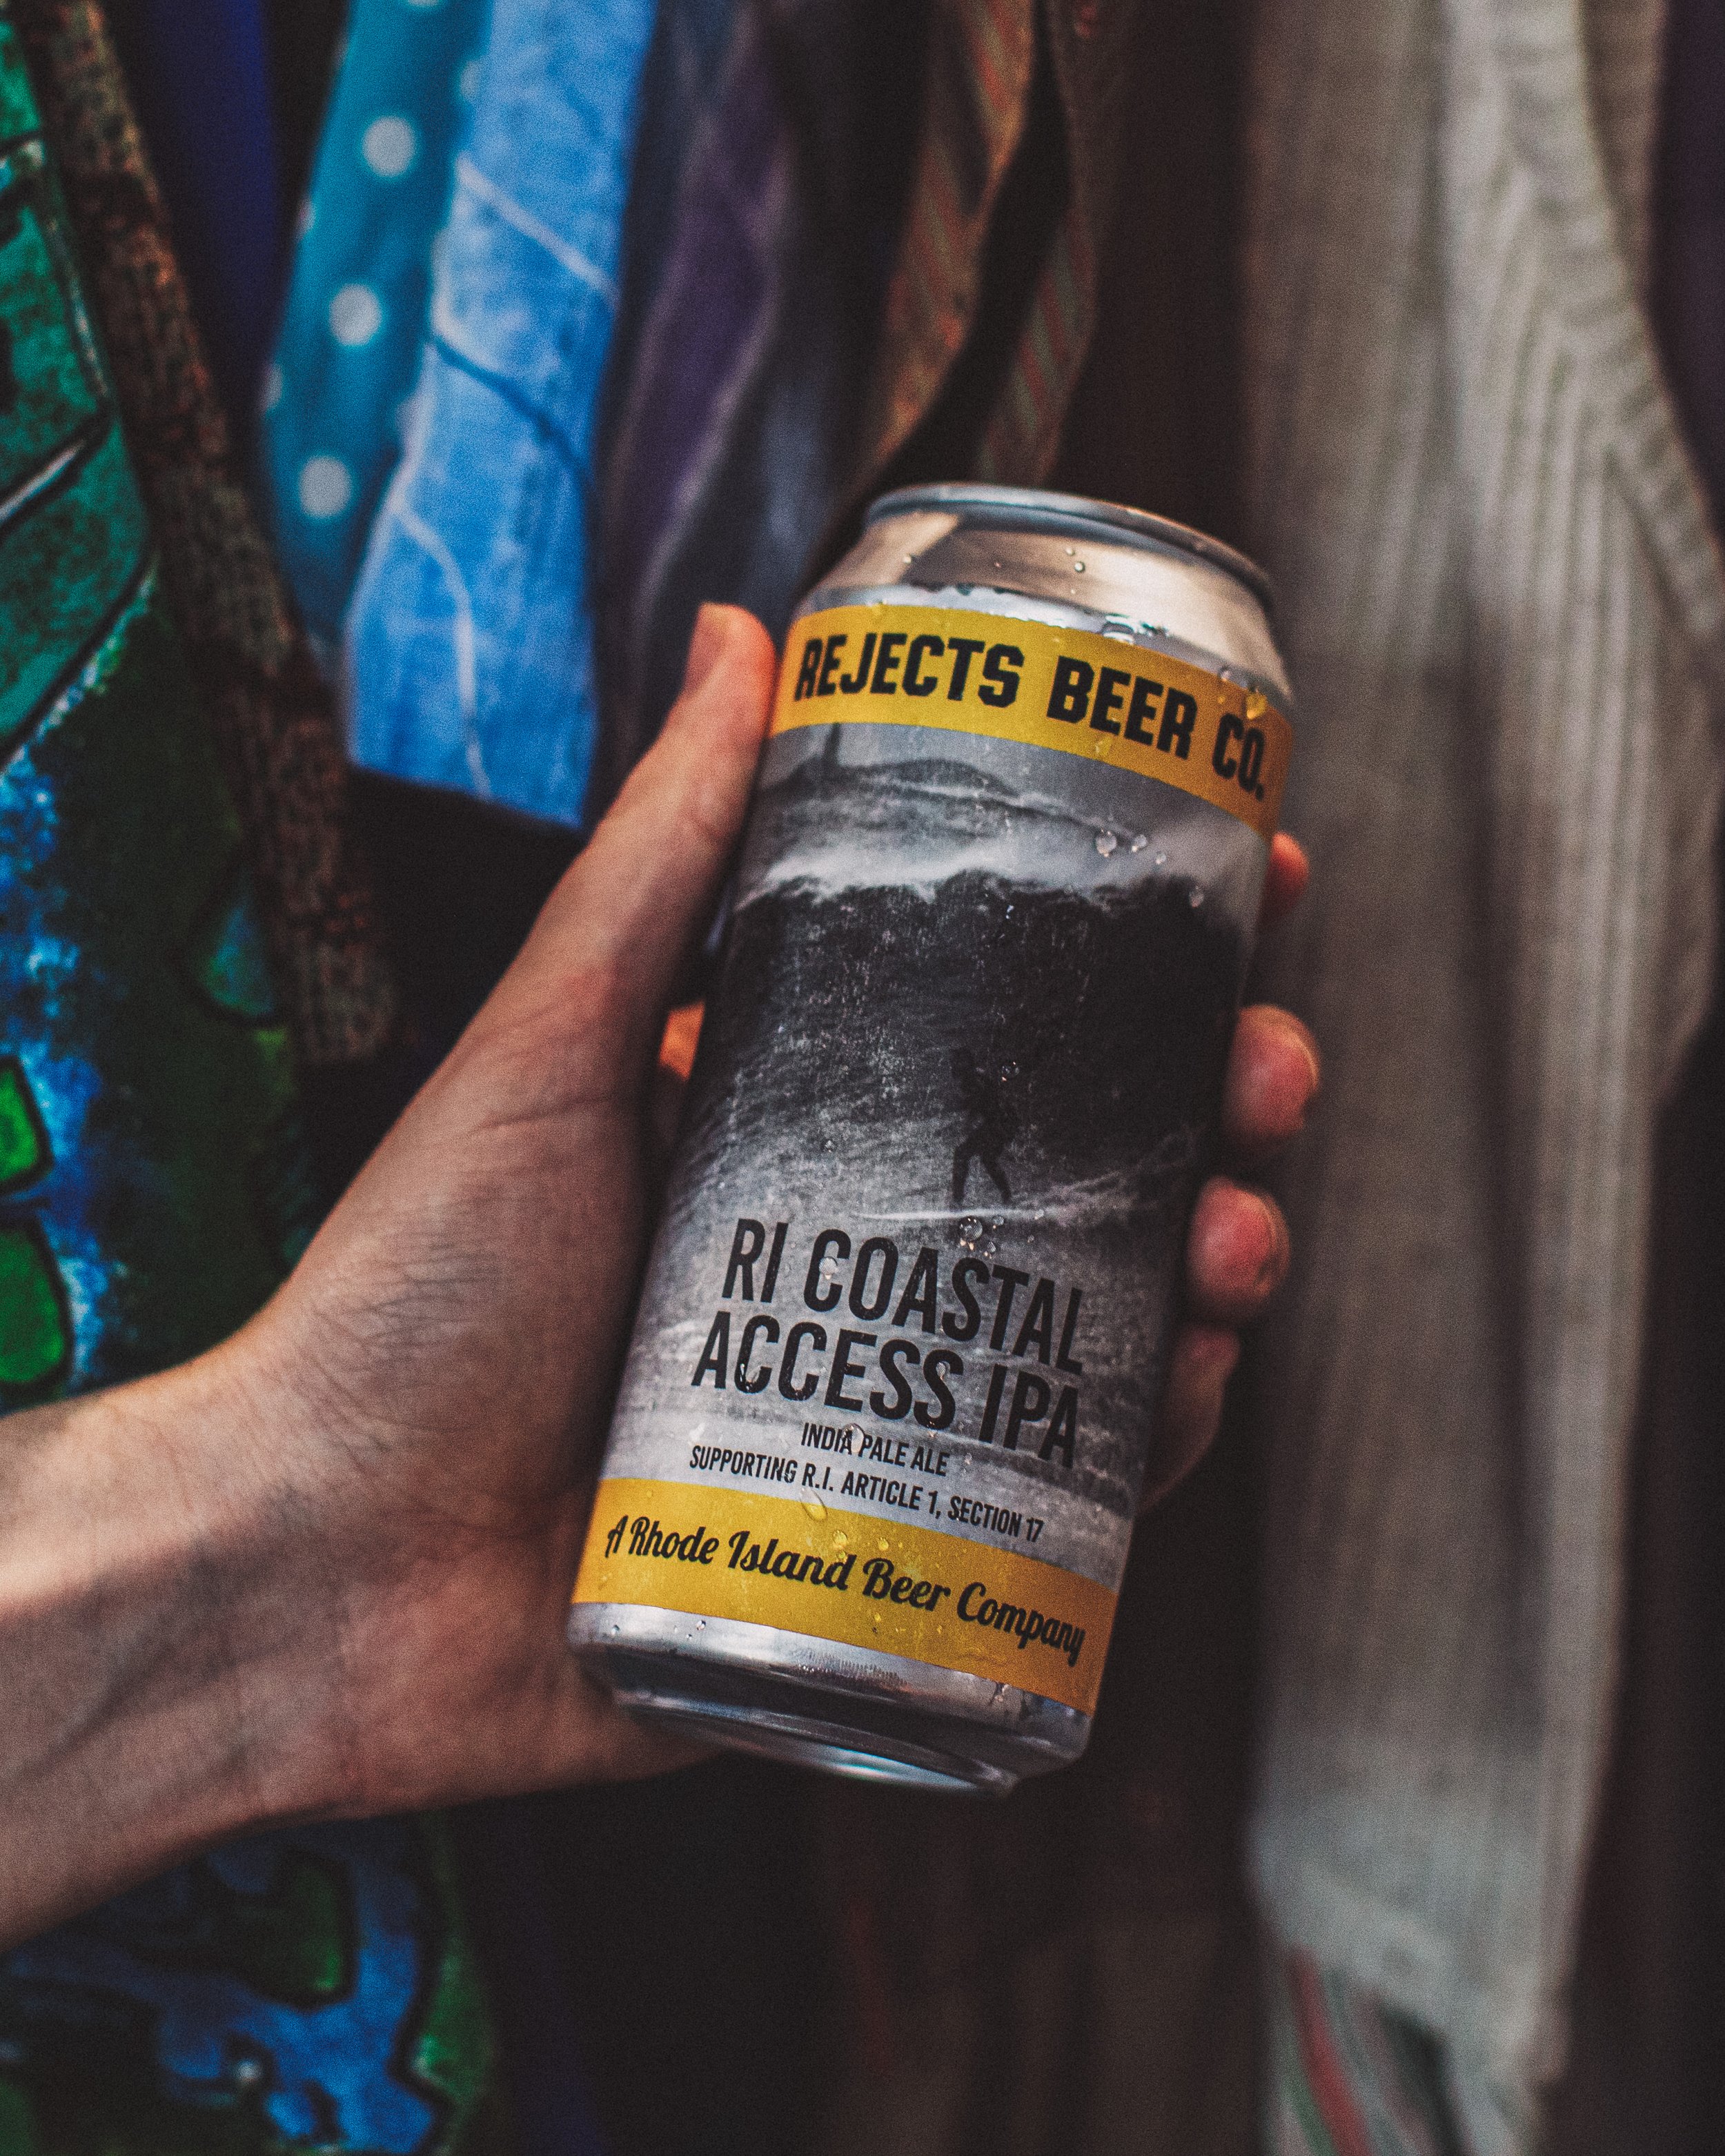 REJECTS BEER CO.
RI COASTAL
ACCESS IPA
INDIA PALE ALE
SUPPORTING R.I. ARTICLE 1, SECTION 17
A Rhode Island Beer Company